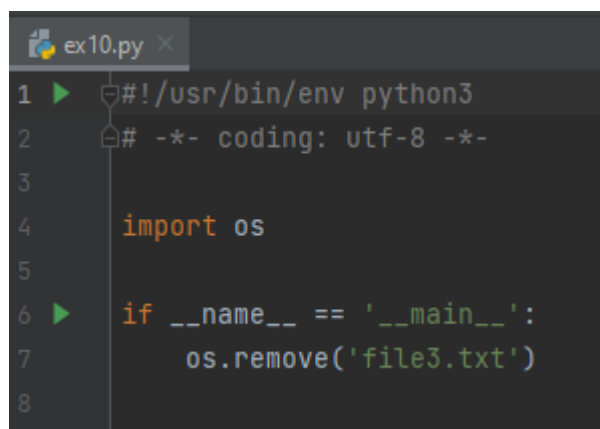 ex10.py
1 #!/usr/bin/env python3
2 # -*- coding: utf-8 -*-
3
4 import os
5
6 if __name__ == '__main__':
7     os.remove('file3.txt')
8